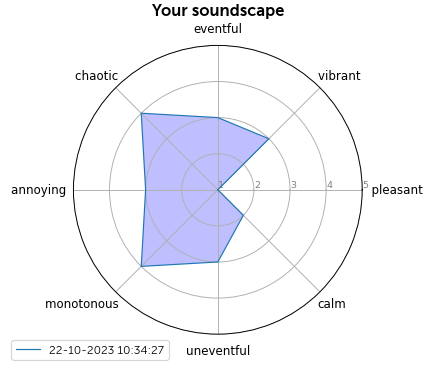 Your soundscape
eventful
chaotic
vibrant
annoying
1 2 3 4 5
pleasant
monotonous
calm
uneventful
22-10-2023 10:34:27